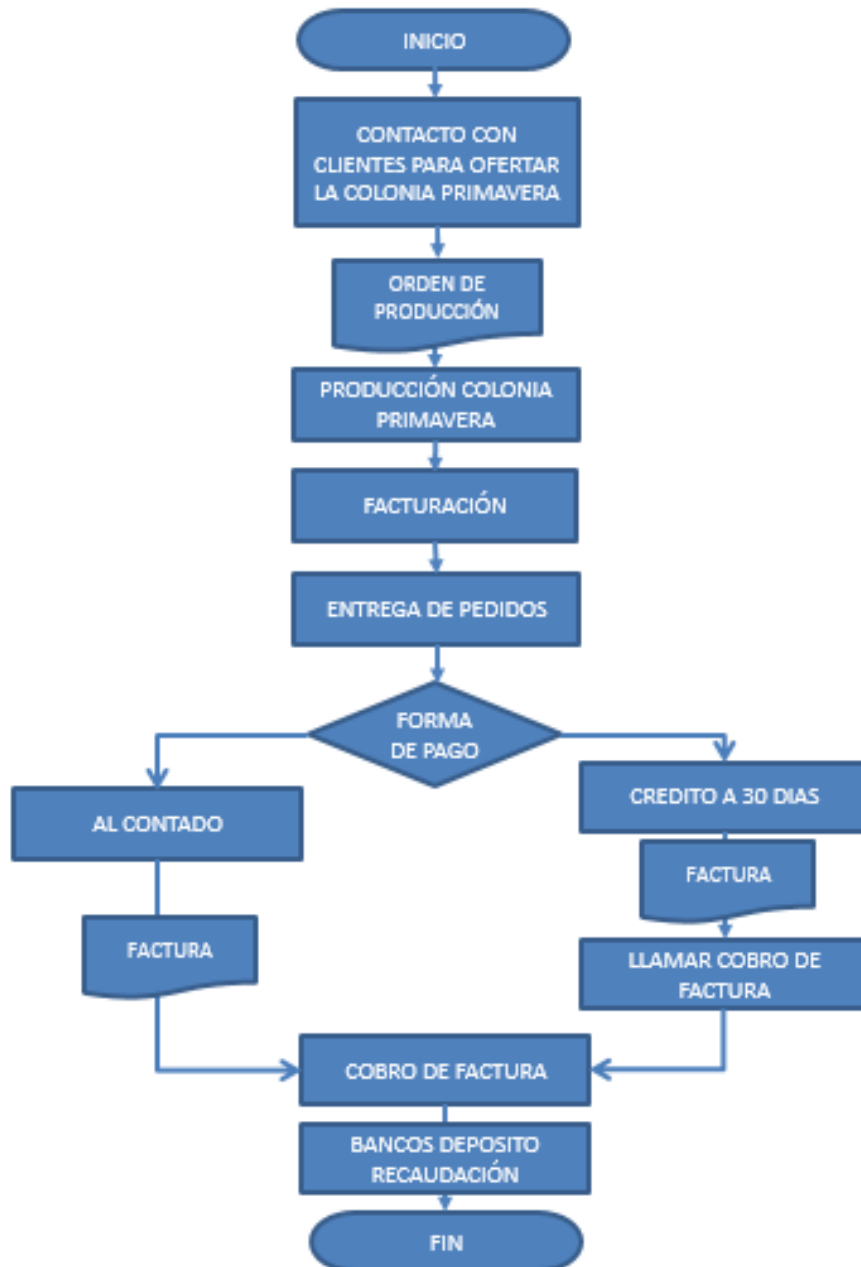 INICIO
CONTACTO CON
CLIENTES PARA OFERTAR
LA COLONIA PRIMAVERA
ORDEN DE
PRODUCCIÓN
PRODUCCIÓN COLONIA
PRIMAVERA
FACTURACIÓN
ENTREGA DE PEDIDOS
FORMA
DE PAGO
AL CONTADO
FACTURA
CREDITO A 30 DIAS
FACTURA
LLAMAR COBRO DE
FACTURA
COBRO DE FACTURA
BANCOS DEPOSITO
RECAUDACIÓN
FIN